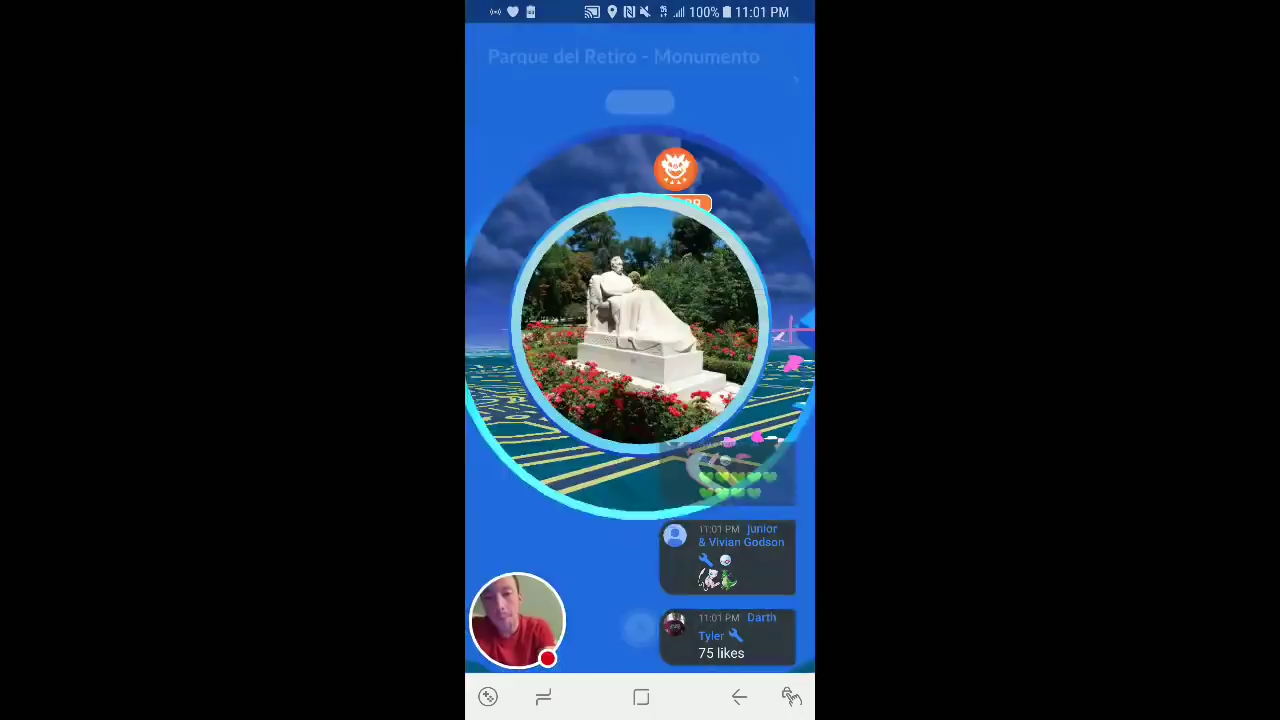 100% 11:01 PM
Parque del Retiro - Monumento
11:01 PM junior
& Vivian Godson
11:01 PM Darth
Tyler
75 likes